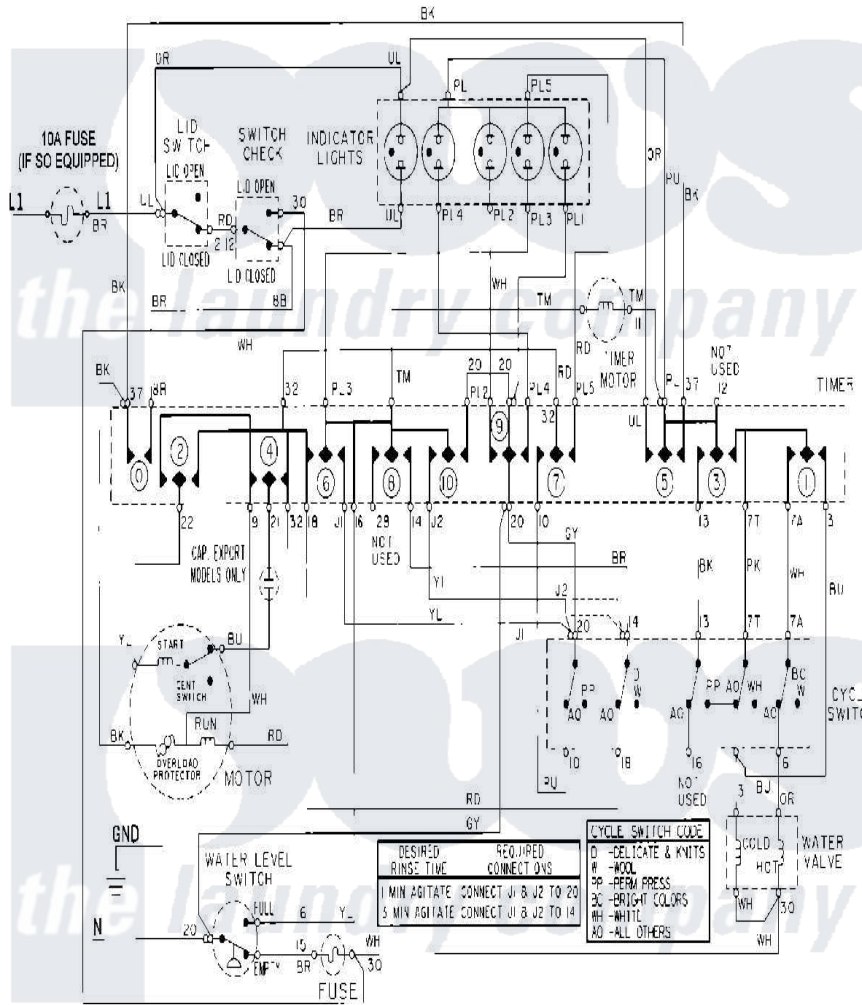 BK
OR
UL
PL
PL5
10A FUSE
(IF SO EQUIPPED)
LID
SWITCH
LID OPEN
SWITCH
CHECK
LID OPEN
INDICATOR
LIGHTS
OR
PU
BK
L1
L1
BR
UL
RD
2
12
30
BR
UL
PL4
PL2
PL3
PL1
LID CLOSED
LID CLOSED
BK
BR
8B
WH
WH
TM
TM
11
TIMER
MOTOR
RD
the laundry company
BK
37
18R
32
PL3
TM
20
20
PL2
PL4
RD
32
PL5
UL
PL
37
NOT
USED
12
TIMER
0
2
4
6
8
10
9
7
5
3
1
22
9
21
32
18
J1
16
28
14
J2
20
10
13
7T
7A
3
CAP. EXPORT
MODELS ONLY
NOT
USED
GY
BR
YL
J2
YL
J1
BK
PK
WH
BU
20
14
13
7T
7A
YL
START
BU
CENT
SWITCH
WH
RUN
BK
RD
OVERLOAD
PROTECTOR
MOTOR
PP
D
W
AO
AO
AO
PP
AO
WH
AO
BC
W
CYCLE
SWITCH
10
18
16
NOT
USED
6
PU
BU
OR
RD
GY
GND
WATER LEVEL
SWITCH
DESIRED
RINSE TIME
REQUIRED
CONNECTIONS
1 MIN AGITATE CONNECT J1 & J2 TO 20
5 MIN AGITATE CONNECT J1 & J2 TO 14
CYCLE SWITCH CODE
D -DELICATE & KNITS
W -WOOL
PP -PERM PRESS
BC -BRIGHT COLORS
WH -WHITE
AO -ALL OTHERS
3
COLD
HOT
WATER
VALVE
WH
30
WH
the laundry company
N
20
FULL
6
YL
EMPTY
15
BR
WH
30
FUSE